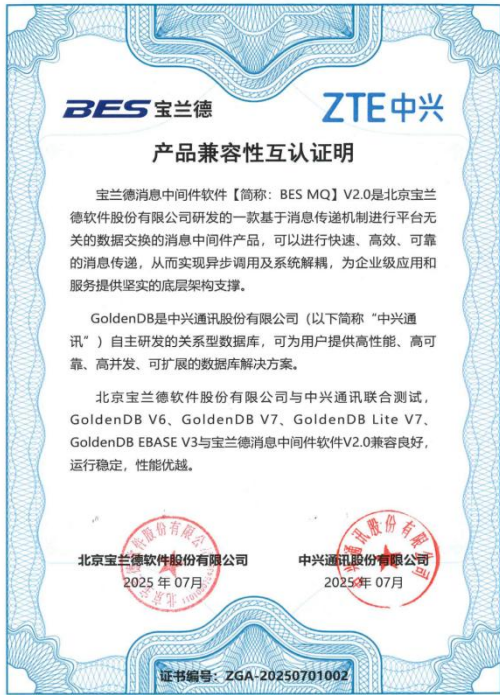 BES 宝兰德
ZTE中兴
产品兼容性互认证明
宝兰德消息中间件软件【简称：BES MQ】V2.0是北京宝兰
德软件股份有限公司研发的一款基于消息传递机制进行平台无
关的数据交换的消息中间件产品，可以进行快速、高效、可靠
的消息传递，从而实现异步调用及系统解耦，为企业级应用和
服务提供坚实的底层架构支撑。
GoldenDB是中兴通讯股份有限公司（以下简称“中兴通
讯”）自主研发的关系型数据库，可为用户提供高性能、高可
靠、高并发、可扩展的数据库解决方案。
北京宝兰德软件股份有限公司与中兴通讯联合测试，
GoldenDB V6、GoldenDB V7、GoldenDB Lite V7、
GoldenDB EBASE V3与宝兰德消息中间件软件V2.0兼容良好，
运行稳定，性能优越。
北京宝兰德软件股份有限公司
2025 年 07月
中兴通讯股份有限公司
2025年 07月
证书编号：ZGA-20250701002